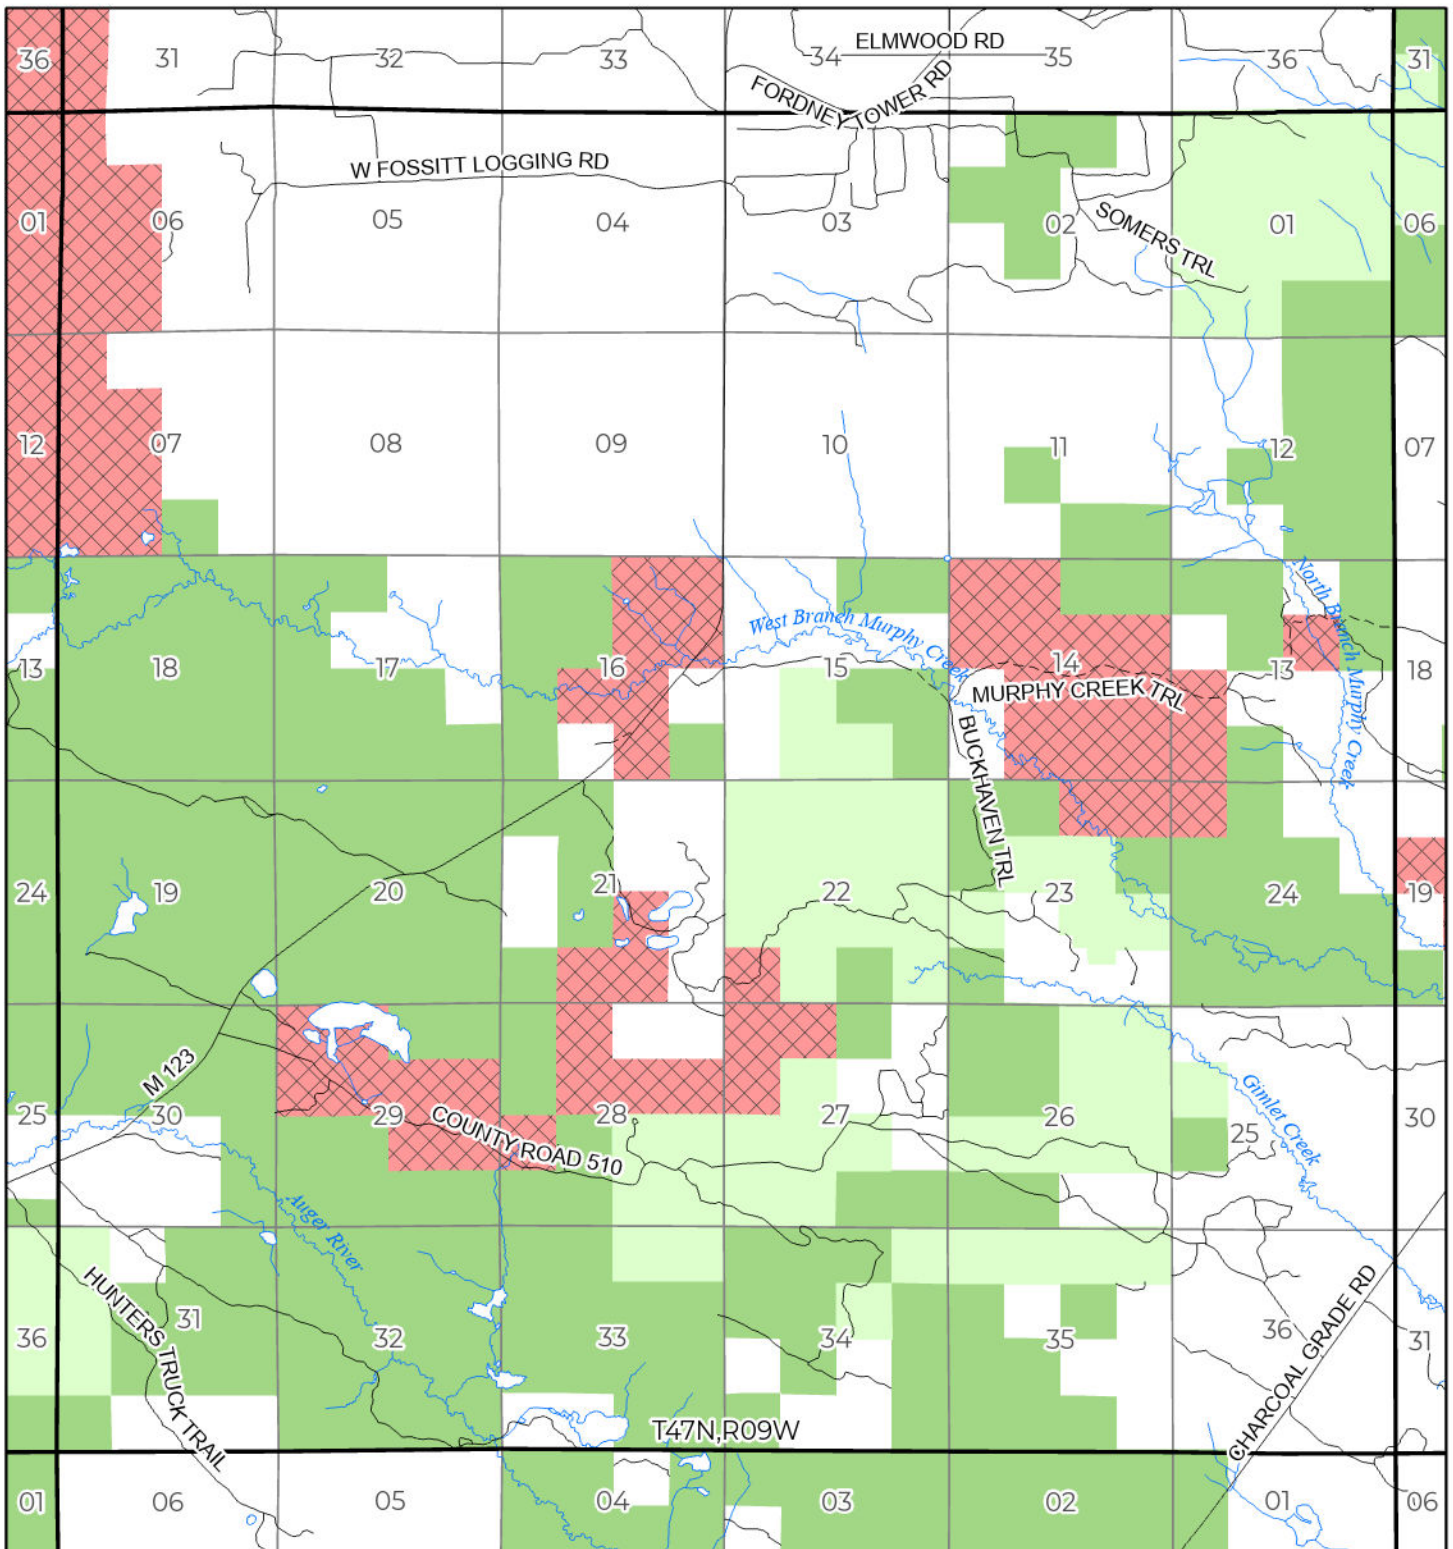 ELMWOOD RD
36 31 32 33 34 35 36 31
FORDNEY TOWER RD
W FOSSITT LOGGING RD
01 06 05 04 03 02 01 06
SOMERS TRL
12 07 08 09 10 11 12 07
North Branch Murphy Creek
West Branch Murphy Creek
13 18 17 16 15 14 13 18
MURPHY CREEK TRL
BUCKHAVEN TRL
24 19 20 21 22 23 24 19
M 123
Gimlet Creek
25 30 29 28 27 26 25 30
COUNTY ROAD 510
Auger River
HUNTERS TRUCK TRAIL
36 31 32 33 34 35 36 31
CHARCOAL GRADE RD
T47N,R09W
01 06 05 04 03 02 01 06